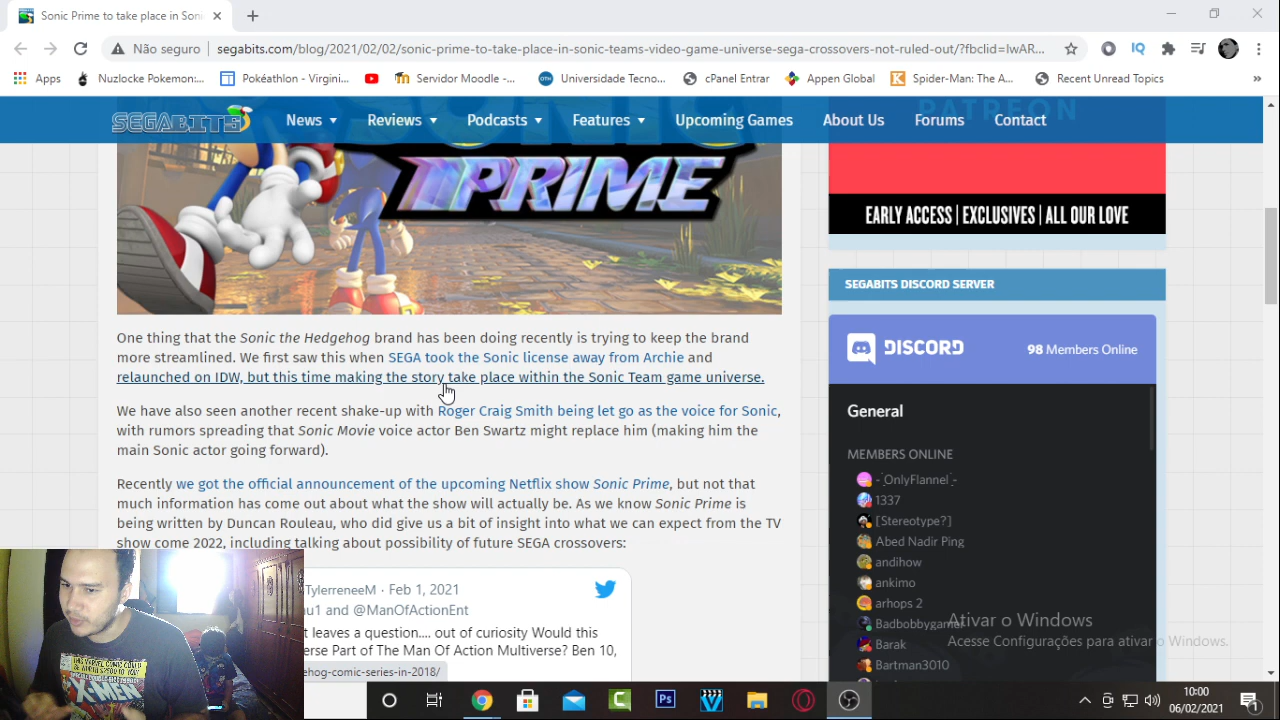 Sonic Prime to take place in Son
Não seguro segabits.com/blog/2021/02/02/sonic-prime-to-take-place-in-sonic-teams-video-game-universe-sega-crossovers-not-ruled-out/?fbclid=IwAR...
Apps Nuzlocke Pokemon:... Pokéathlon - Virgini... Servidor Moodle -... Universidade Tecno... cPanel Entrar Appen Global Spider-Man: The A... Recent Unread Topics
SEGABITS News Reviews Podcasts Features Upcoming Games About Us Forums Contact
PATREON
SONIC
PRIME
EARLY ACCESS | EXCLUSIVES | ALL OUR LOVE
SEGABITS DISCORD SERVER
DISCORD 98 Members Online
General
MEMBERS ONLINE
-OnlyFlannel-
1337
[Stereotype?]
Abed Nadir Ping
andihow
ankimo
arhops 2
Badbobbygamer
Barak
Bartman3010
One thing that the Sonic the Hedgehog brand has been doing recently is trying to keep the brand
more streamlined. We first saw this when SEGA took the Sonic license away from Archie and
relaunched on IDW, but this time making the story take place within the Sonic Team game universe.
We have also seen another recent shake-up with Roger Craig Smith being let go as the voice for Sonic,
with rumors spreading that Sonic Movie voice actor Ben Swartz might replace him (making him the
main Sonic actor going forward).
Recently we got the official announcement of the upcoming Netflix show Sonic Prime, but not that
much information has come out about what the show will actually be. As we know Sonic Prime is
being written by Duncan Rouleau, who did give us a bit of insight into what we can expect from the TV
show come 2022, including talking about possibility of future SEGA crossovers:
TylerreneeM · Feb 1, 2021
u1 and @ManOfActionEnt
t leaves a question.... out of curiosity Would this
erse Part of The Man Of Action Multiverse? Ben 10,
hog-comic-series-in-2018/
Ativar o Windows
Acesse Configurações para ativar o Windows.
X-MEN
10:00
06/02/2021